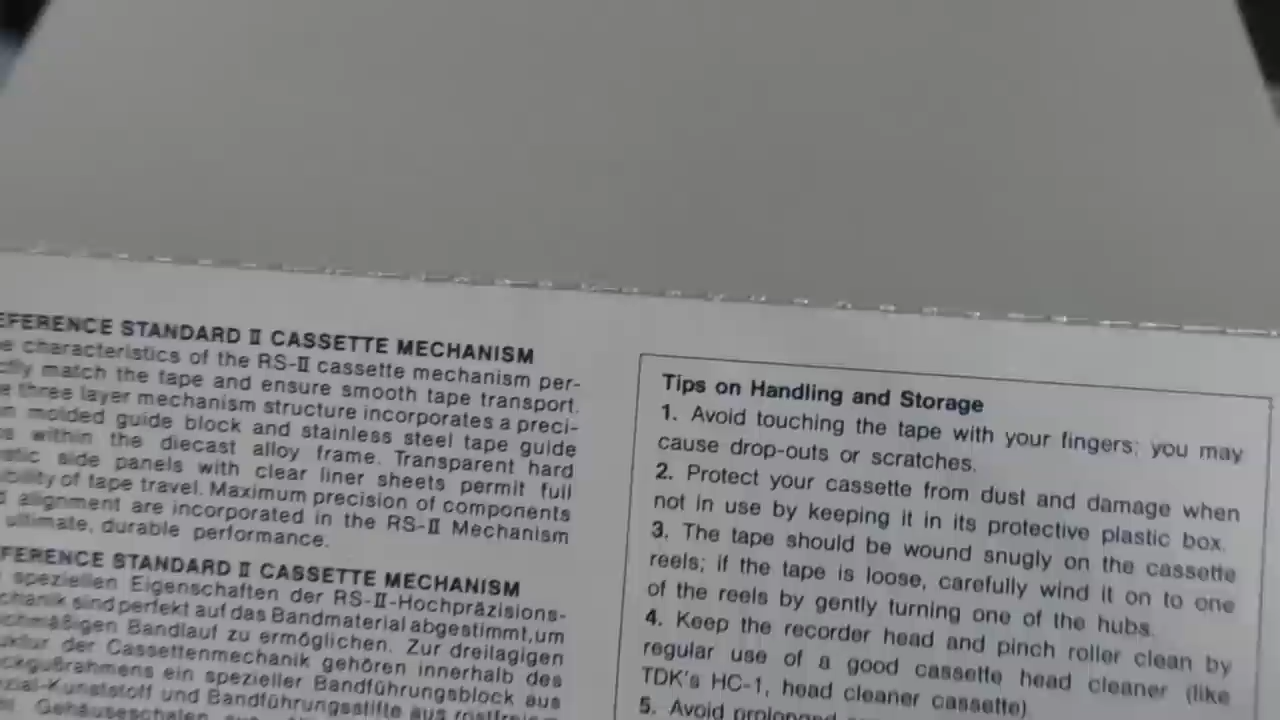 REFERENCE STANDARD II CASSETTE MECHANISM
characteristics of the RS-II cassette mechanism per-
match the tape and ensure smooth tape transport.
three layer mechanism structure incorporates a preci-
molded guide block and stainless steel tape guide
within the diecast alloy frame. Transparent hard
side panels with clear liner sheets permit full
of tape travel. Maximum precision of components
alignment are incorporated in the RS-II Mechanism
ultimate, durable performance.
FERENCE STANDARD II CASSETTE MECHANISM
speziellen Eigenschaften der RS-II-Hochpräzisions-
chanik sind perfekt auf das Bandmaterial abgestimmt, um
Bandlauf zu ermöglichen. Zur dreilagigen
der Cassettenmechanik gehören innerhalb des
ein spezieller Bandführungsblock aus
und Bandführungsstifte aus
Gehäuseschalen
Tips on Handling and Storage
1. Avoid touching the tape with your fingers; you may
cause drop-outs or scratches.
2. Protect your cassette from dust and damage when
not in use by keeping it in its protective plastic box.
3. The tape should be wound snugly on the cassette
reels; if the tape is loose, carefully wind it on to one
of the reels by gently turning one of the hubs.
4. Keep the recorder head and pinch roller clean by
regular use of a good cassette head cleaner (like
TDK's HC-1, head cleaner cassette)
5. Avoid prolonged